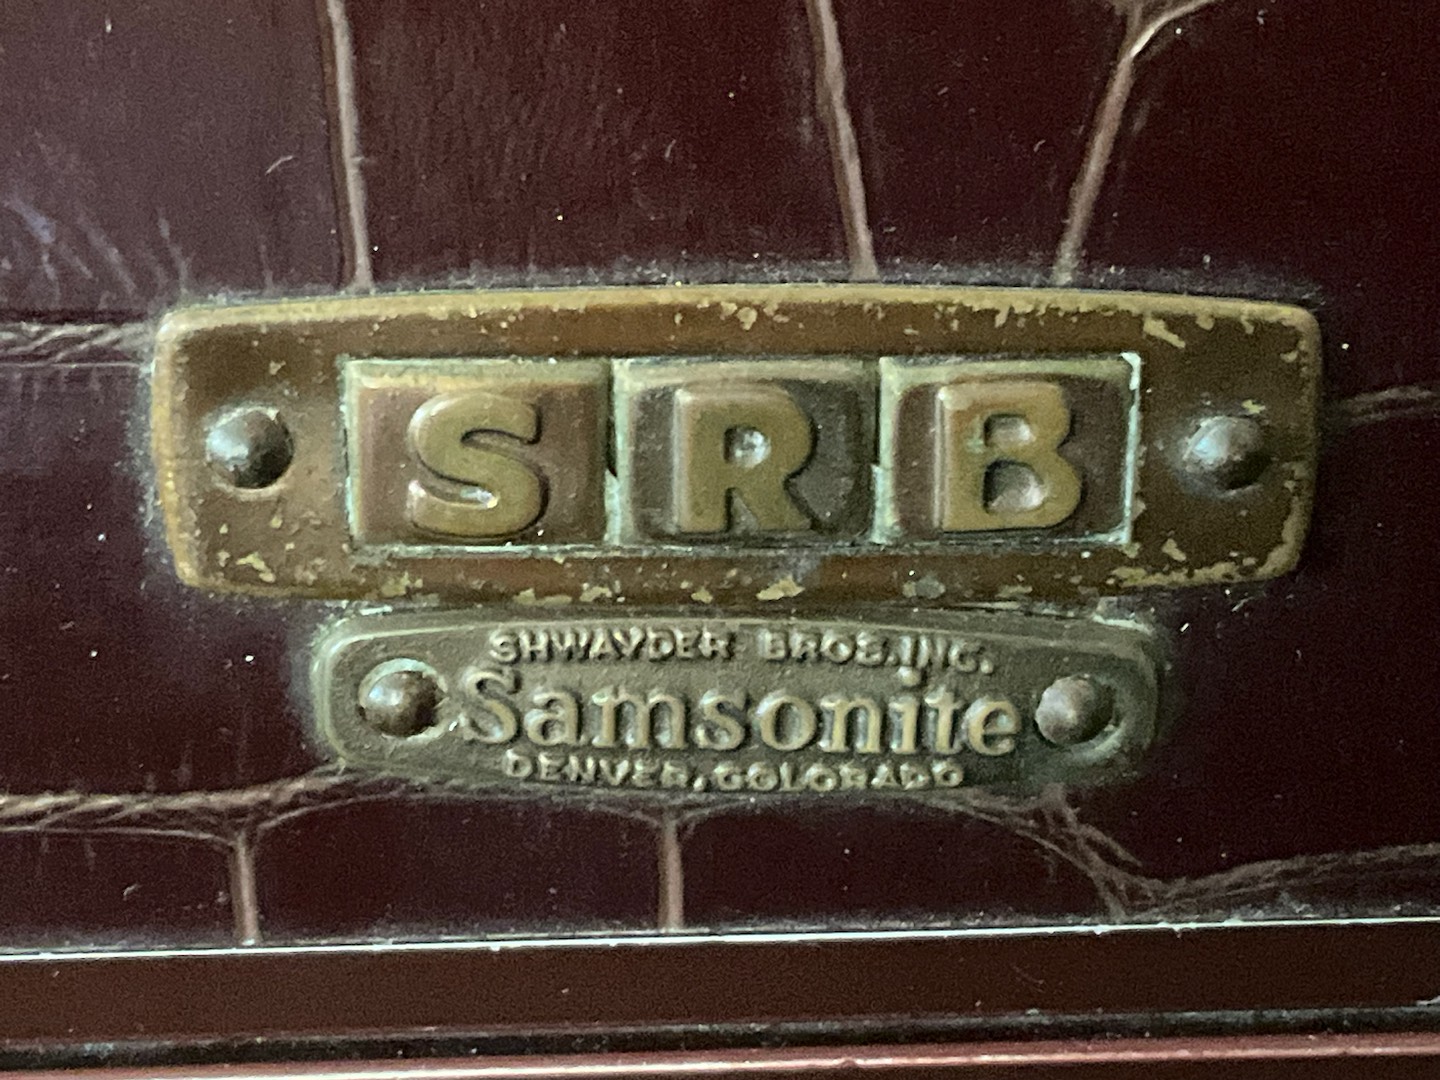 SRB
SHWAYDER BROS. INC.
Samsonite
DENVER, COLORADO